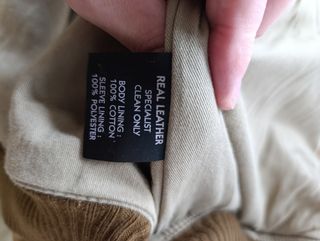 REAL LEATHER
SPECIALIST
CLEAN ONLY
BODY LINING :
100% COTTON
SLEEVE LINING :
100% POLYESTER